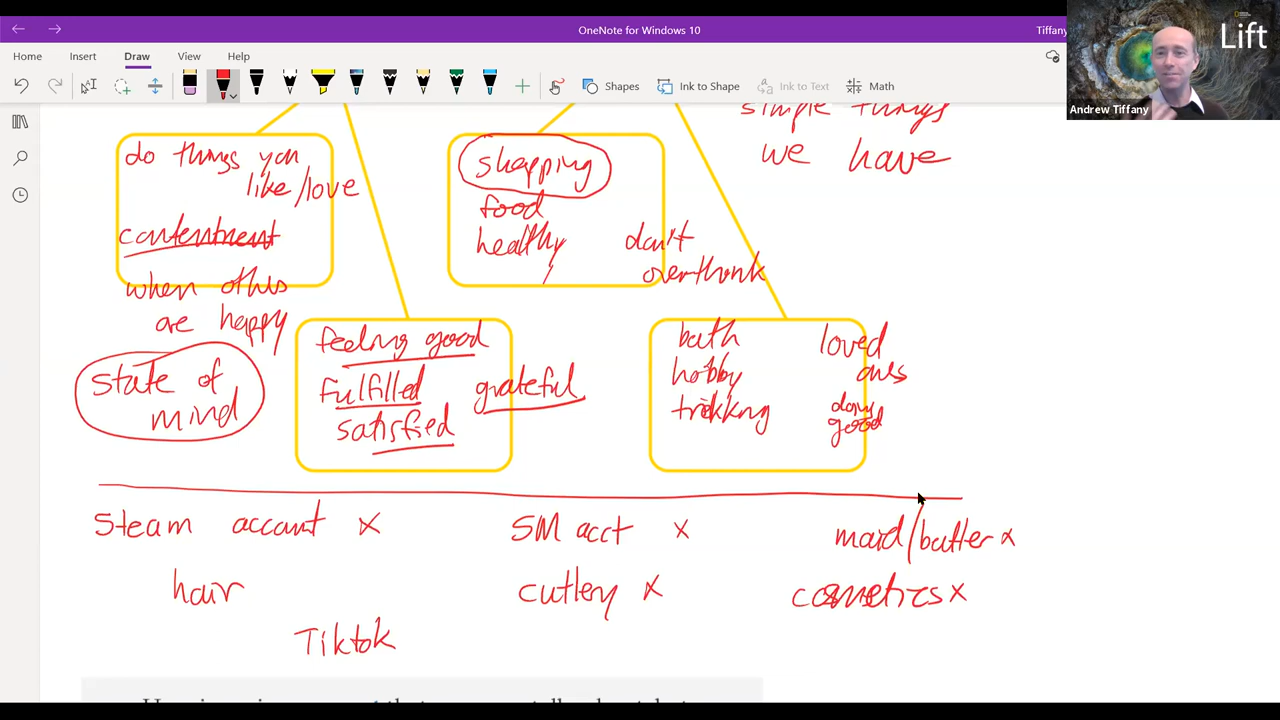 OneNote for Windows 10
Tiffany
Lift
Home Insert Draw View Help
Shapes Ink to Shape Ink to Text Math
Andrew Tiffany
simple things
we have
do things you
like/love
contentment
when others
are happy
state of
mind
feeling good
fulfilled
grateful
satisfied
shopping
food
healthy
don't
overthink
bath
hobby
trekking
loved
ones
doing
good
Steam account x
SM acct x
maid/butler x
hair
cutlery x
cosmetics x
Tiktok